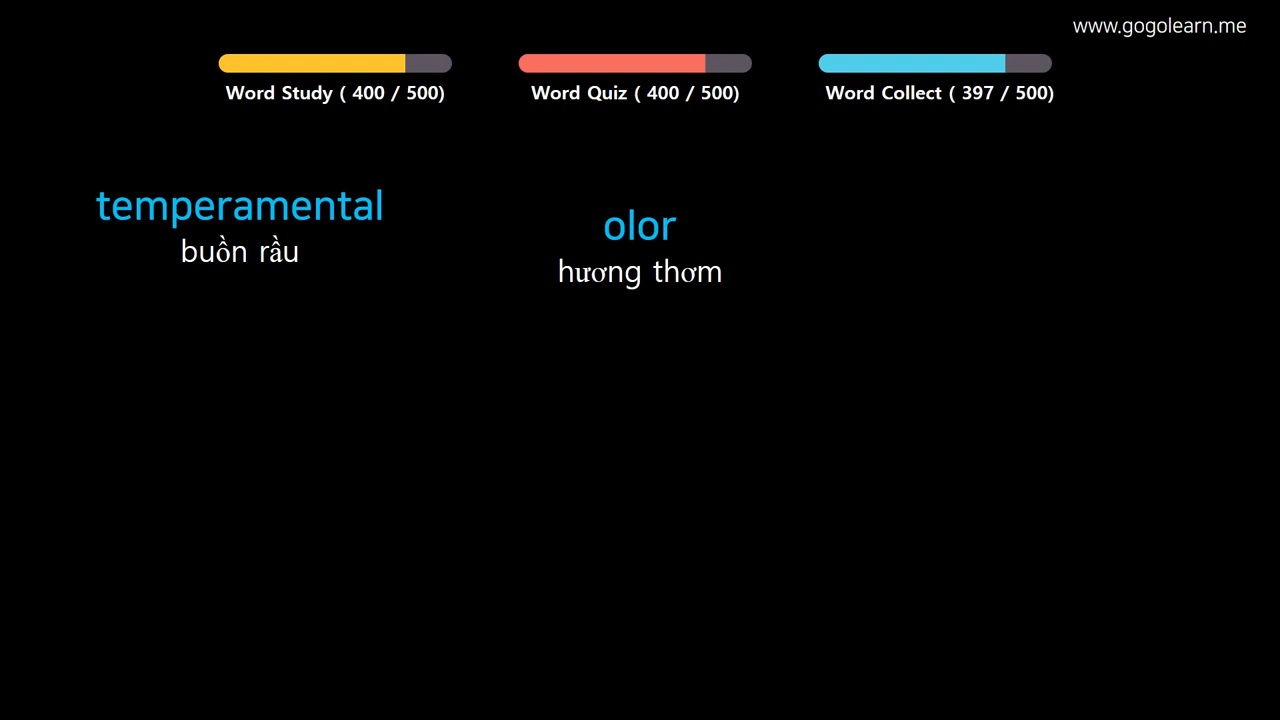 www.gogolearn.me
Word Study ( 400 / 500)
Word Quiz ( 400 / 500)
Word Collect ( 397 / 500)
temperamental
buồn rầu
olor
hương thơm